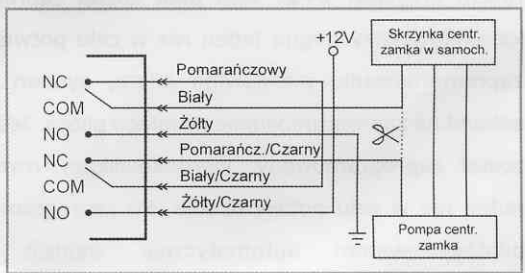 +12V
Skrzynka centr.
zamka w samoch.
NC
Pomarańczowy
COM
Biały
NO
Żółty
NC
Pomarańcz./Czarny
COM
Biały/Czarny
NO
Żółty/Czarny
Pompa centr.
zamka